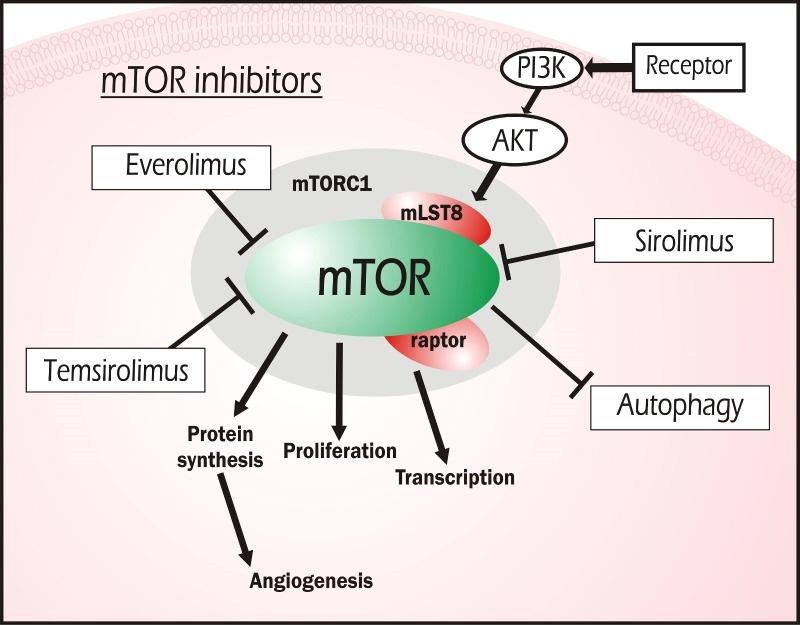 mTOR inhibitors
PI3K
Receptor
AKT
Everolimus
mTORC1
mLST8
Sirolimus
mTOR
raptor
Temsirolimus
Autophagy
Protein
synthesis
Proliferation
Transcription
Angiogenesis